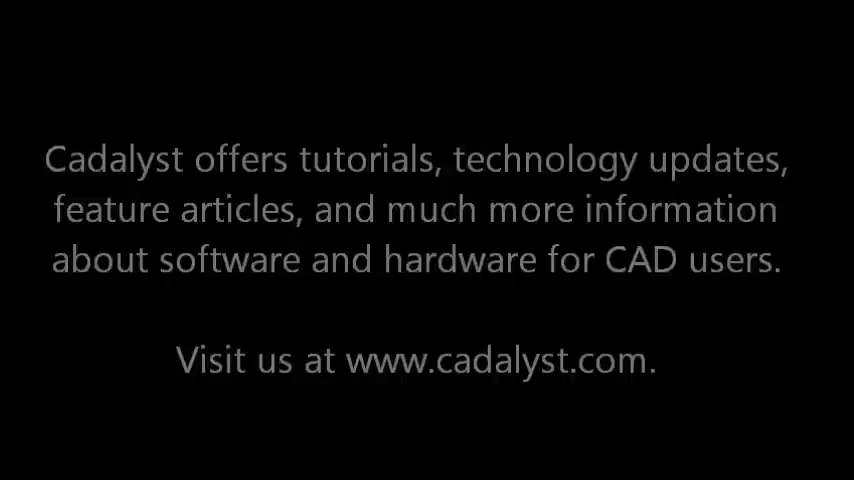 Cadalyst offers tutorials, technology updates,
feature articles, and much more information
about software and hardware for CAD users.
Visit us at www.cadalyst.com.